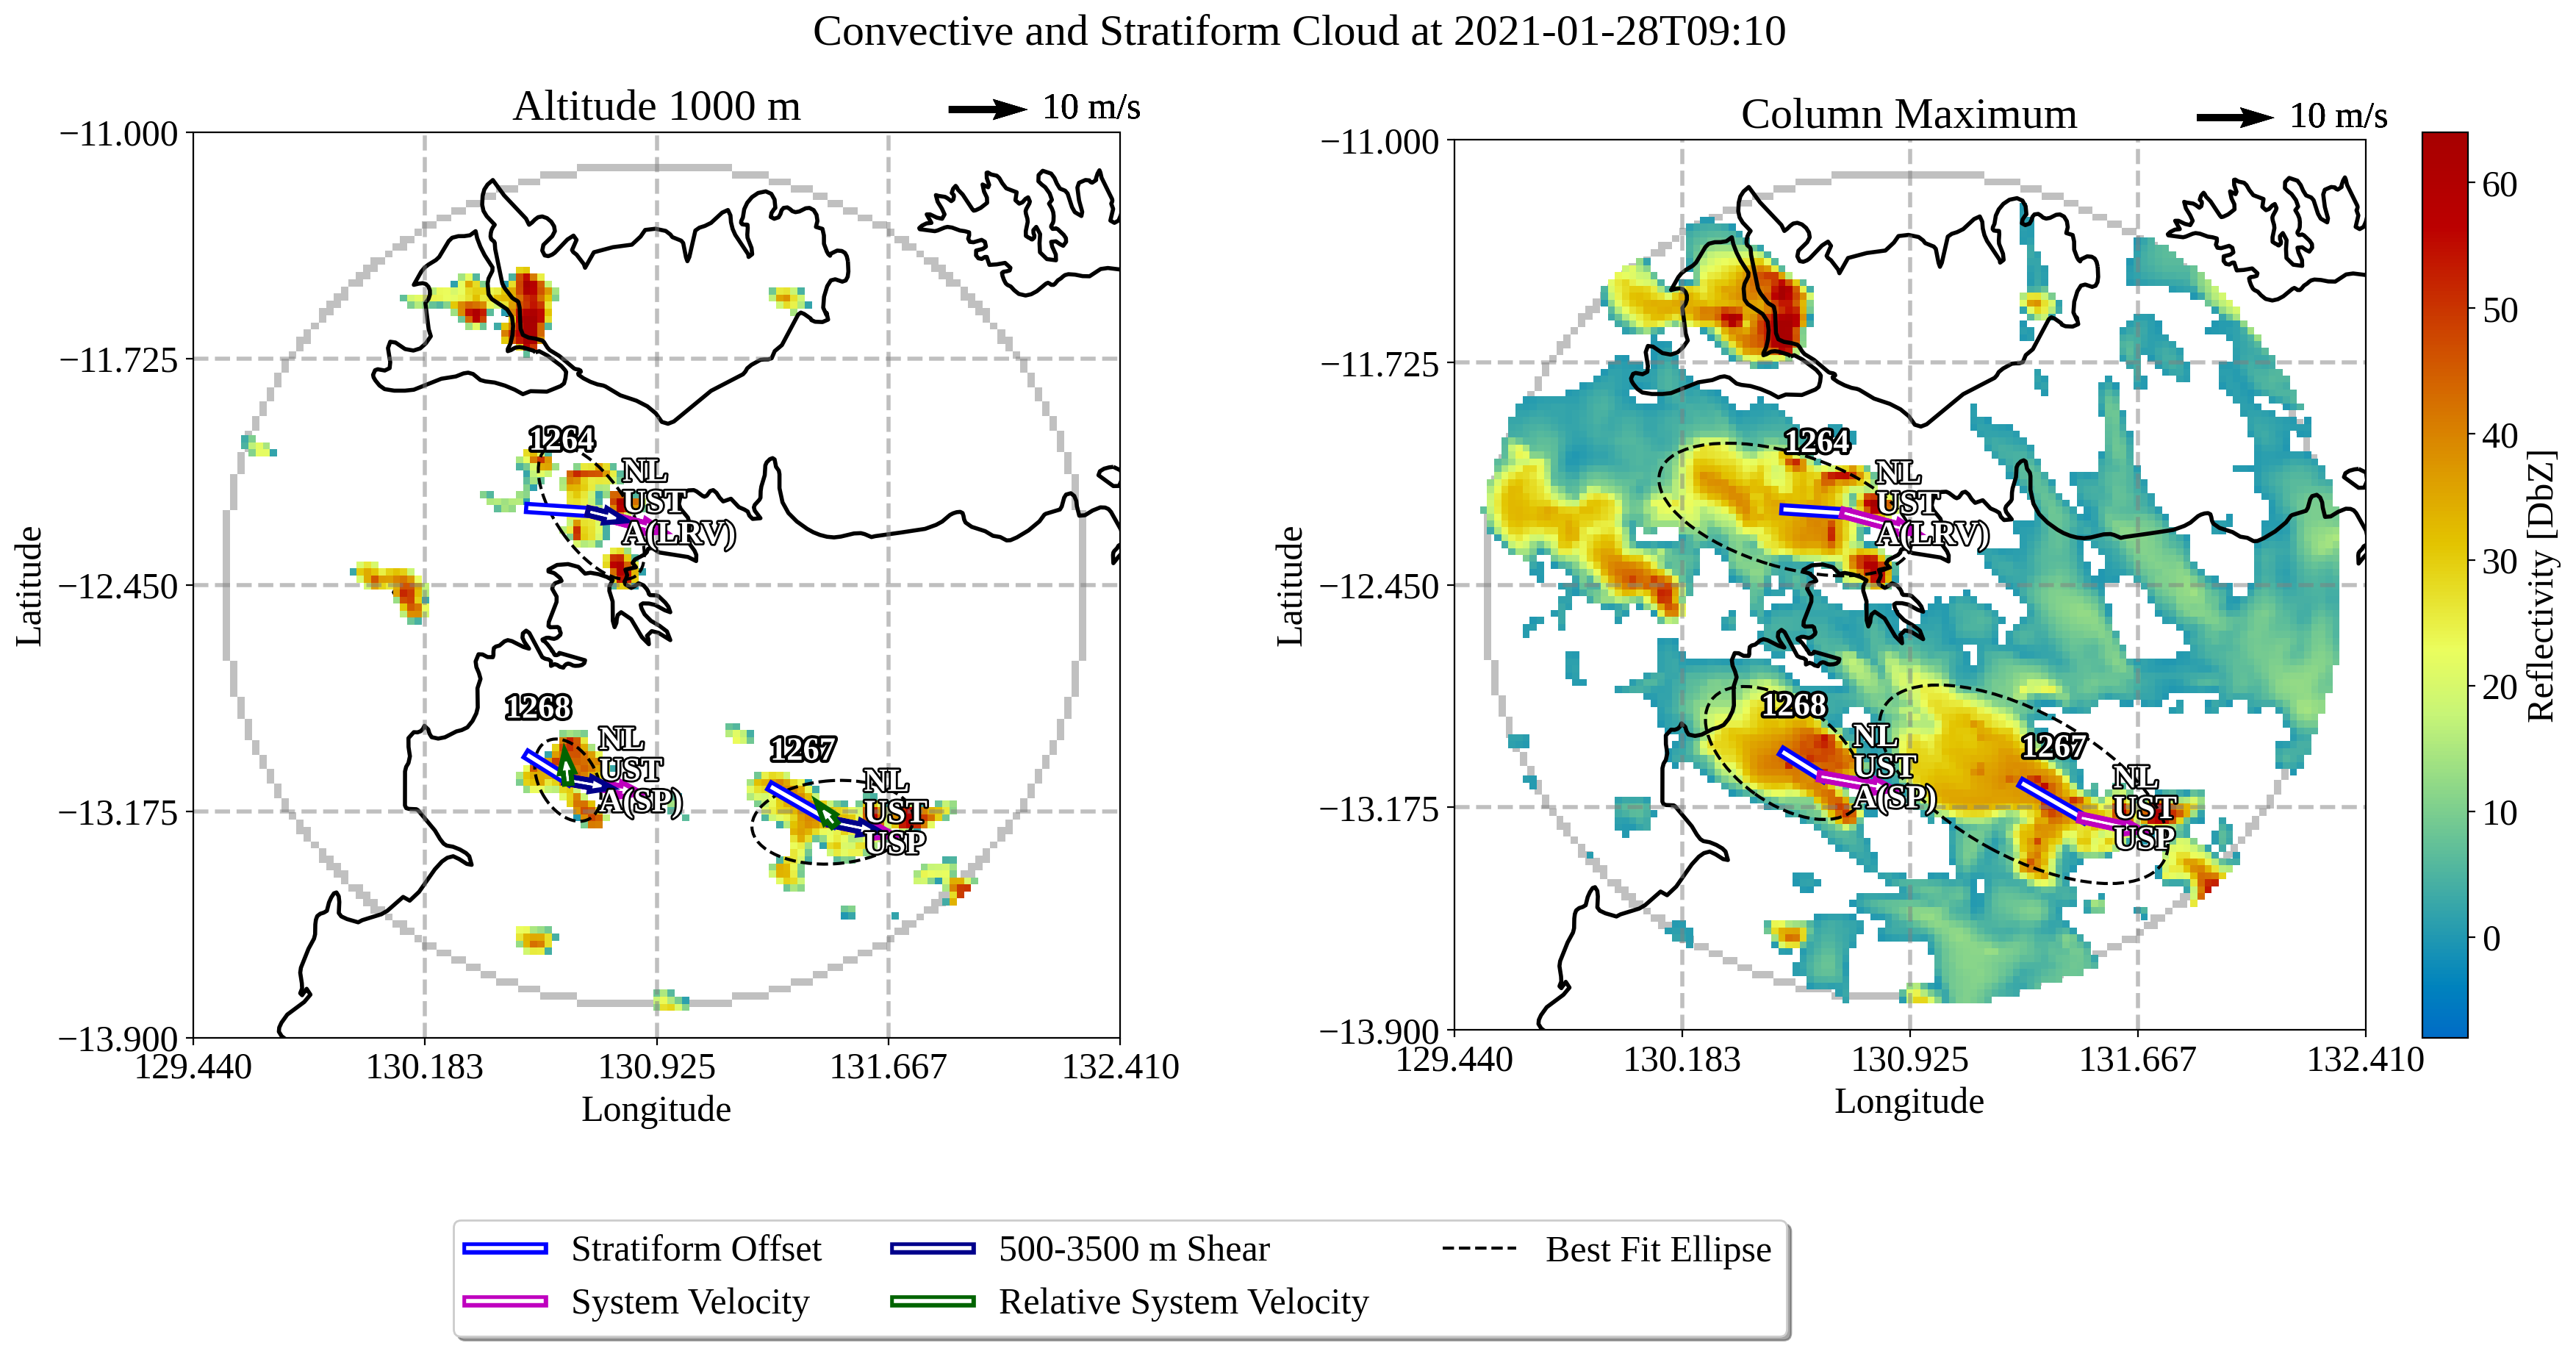 Convective and Stratiform Cloud at 2021-01-28T09:10
Altitude 1000 m
10 m/s
−11.000
−11.725
−12.450
−13.175
−13.900
Latitude
1264
NL
UST
A(LRV)
1268
NL
UST
A(SP)
1267
NL
UST
USP
129.440
130.183
130.925
131.667
132.410
Longitude
Column Maximum
10 m/s
−11.000
−11.725
−12.450
−13.175
−13.900
Latitude
1264
NL
UST
A(LRV)
1268
NL
UST
A(SP)
1267
NL
UST
USP
129.440
130.183
130.925
131.667
132.410
Longitude
60
50
40
30
20
10
0
Reflectivity [DbZ]
Stratiform Offset
System Velocity
500-3500 m Shear
Relative System Velocity
Best Fit Ellipse